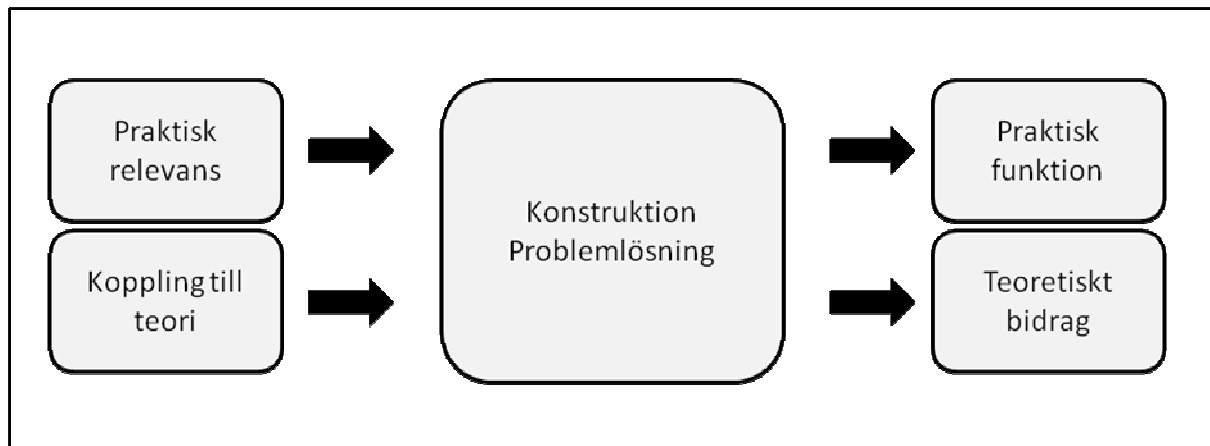 Praktisk
relevans
Koppling till
teori
Konstruktion
Problemlösning
Praktisk
funktion
Teoretiskt
bidrag